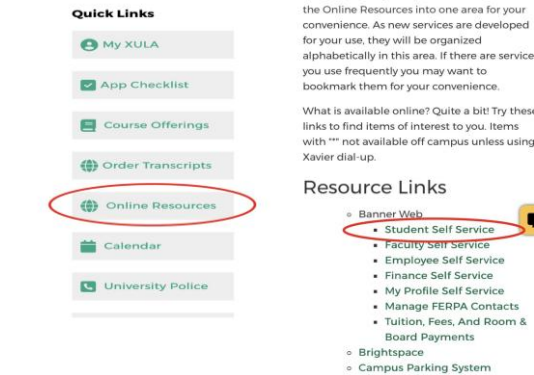 Quick Links
My XULA
App Checklist
Course Offerings
Order Transcripts
Online Resources
Calendar
University Police
the Online Resources into one area for your
convenience. As new services are developed
for your use, they will be organized
alphabetically in this area. If there are service
you use frequently you may want to
bookmark them for your convenience.
What is available online? Quite a bit! Try these
links to find items of interest to you. Items
with "*" not available off campus unless using
Xavier dial-up.
Resource Links
Banner Web
Student Self Service
Faculty Self Service
Employee Self Service
Finance Self Service
My Profile Self Service
Manage FERPA Contacts
Tuition, Fees, And Room &
Board Payments
Brightspace
Campus Parking System